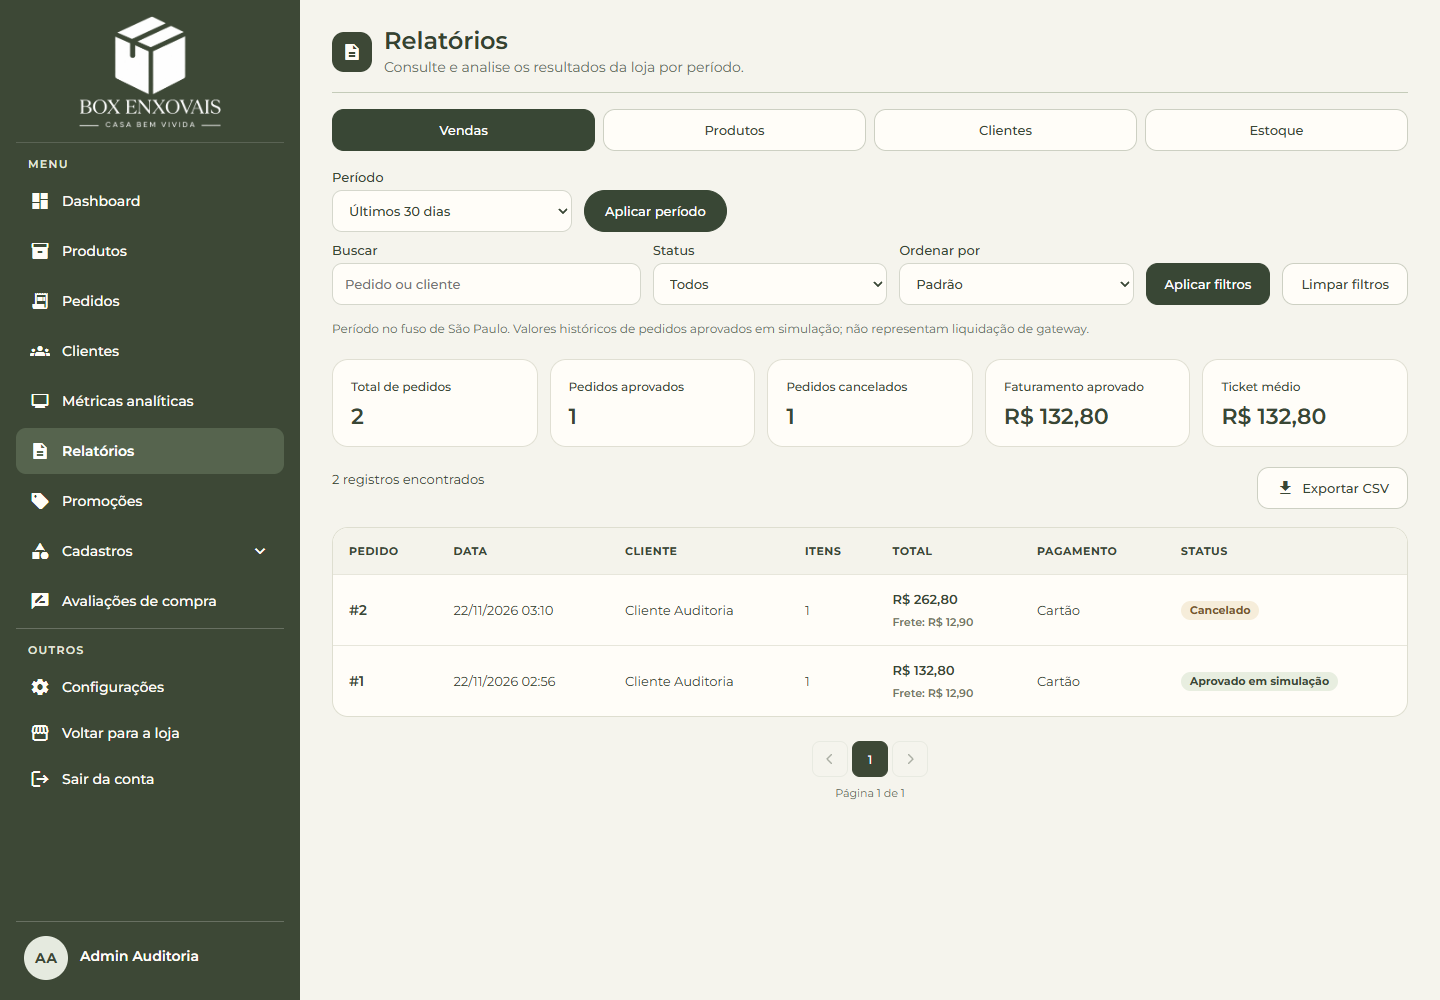 BOX ENXOVAIS
CASA BEM VIVIDA
MENU
Dashboard
Produtos
Pedidos
Clientes
Métricas analíticas
Relatórios
Promoções
Cadastros
Avaliações de compra
OUTROS
Configurações
Voltar para a loja
Sair da conta
AA
Admin Auditoria
Relatórios
Consulte e analise os resultados da loja por período.
Vendas
Produtos
Clientes
Estoque
Período
Últimos 30 dias
Aplicar período
Buscar
Status
Ordenar por
Pedido ou cliente
Todos
Padrão
Aplicar filtros
Limpar filtros
Período no fuso de São Paulo. Valores históricos de pedidos aprovados em simulação; não representam liquidação de gateway.
Total de pedidos
2
Pedidos aprovados
1
Pedidos cancelados
1
Faturamento aprovado
R$ 132,80
Ticket médio
R$ 132,80
2 registros encontrados
Exportar CSV
PEDIDO DATA CLIENTE ITENS TOTAL PAGAMENTO STATUS
#2 22/11/2026 03:10 Cliente Auditoria 1 R$ 262,80 Cartão Cancelado
Frete: R$ 12,90
#1 22/11/2026 02:56 Cliente Auditoria 1 R$ 132,80 Cartão Aprovado em simulação
Frete: R$ 12,90
1
Página 1 de 1